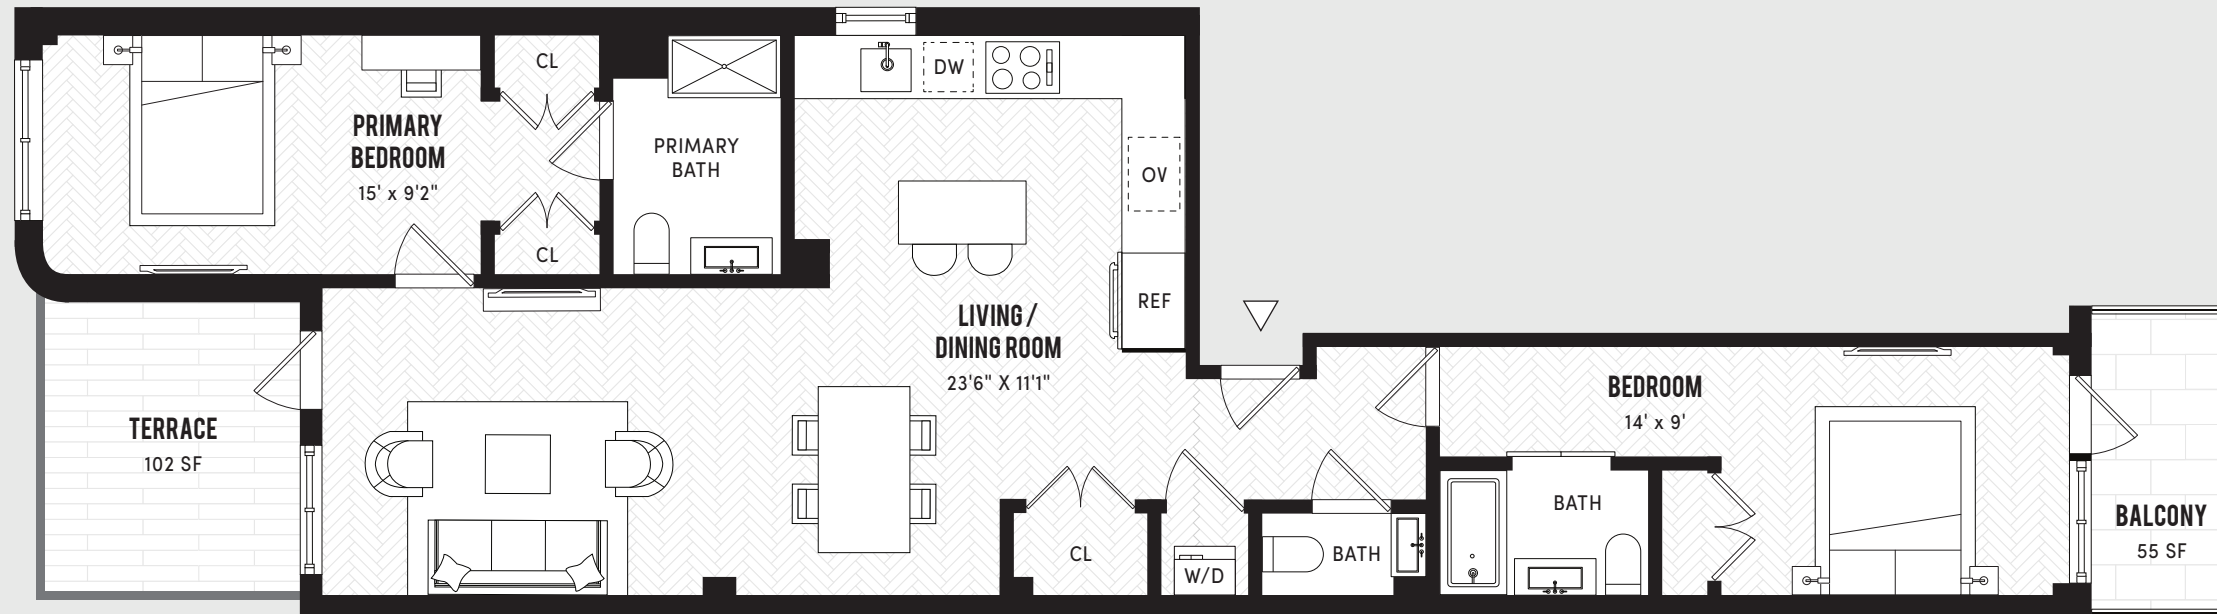 CL
PRIMARY
BEDROOM
15' x 9'2"
CL
PRIMARY
BATH
DW
OV
REF
LIVING /
DINING ROOM
23'6" X 11'1"
TERRACE
102 SF
CL
W/D
BATH
BEDROOM
14' x 9'
BATH
BALCONY
55 SF